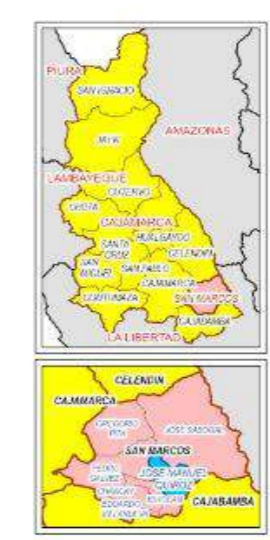 PIURA
SAN IGNACIO
JAEN
AMAZONAS
LAMBAYEQUE
CUTERVO
CHOTA
CAJAMARCA
HUALGAYOC
SANTA
CRUZ
CELENDIN
SAN
MIGUEL
SAN PABLO
CAJAMARCA
CONTUMAZA
SAN MARCOS
CAJABAMBA
LA LIBERTAD
CELENDIN
CAJAMARCA
GREGORIO
PITA
JOSE SABOGAL
SAN MARCOS
PEDRO
GALVEZ
JOSE MANUEL
QUIROZ
CHANCAY
ICHOCAN
EDUARDO
VILLANUEVA
CAJABAMBA